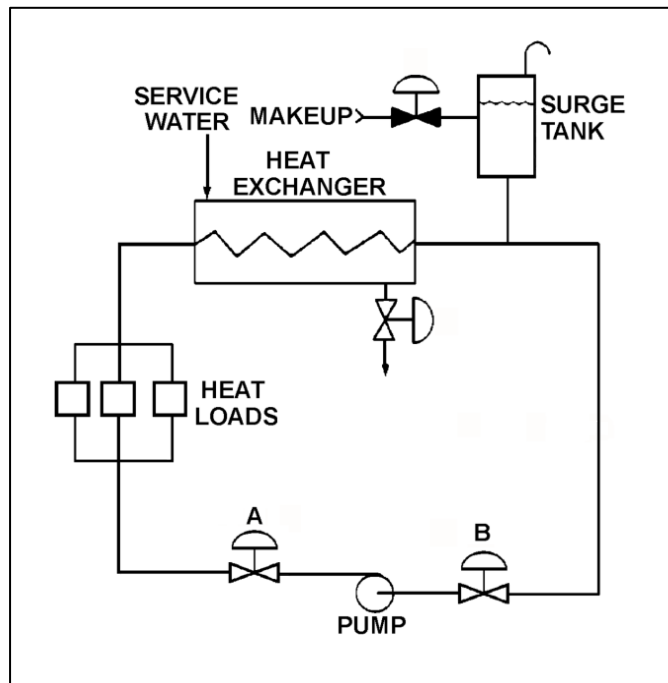 SERVICE
WATER
MAKEUP
SURGE
TANK
HEAT
EXCHANGER
HEAT
LOADS
A
B
PUMP